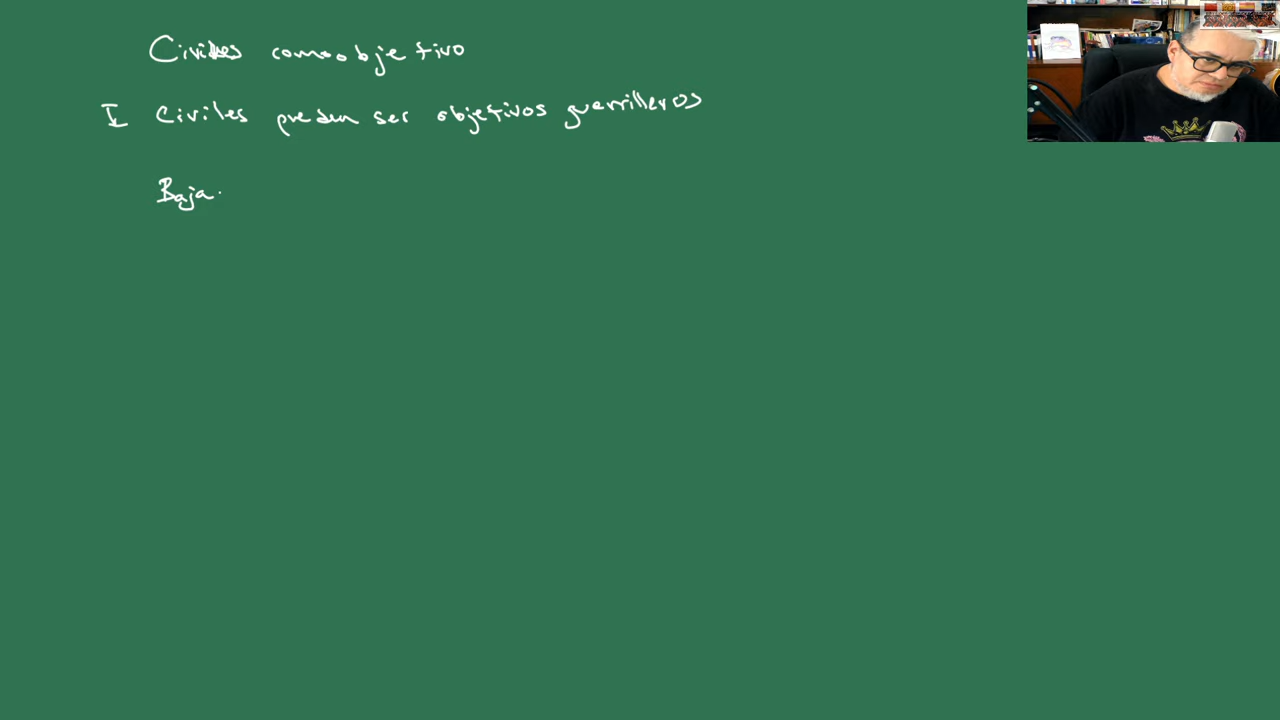 Civiles como objetivo
I Civiles pueden ser objetivos guerrilleros
Baja.